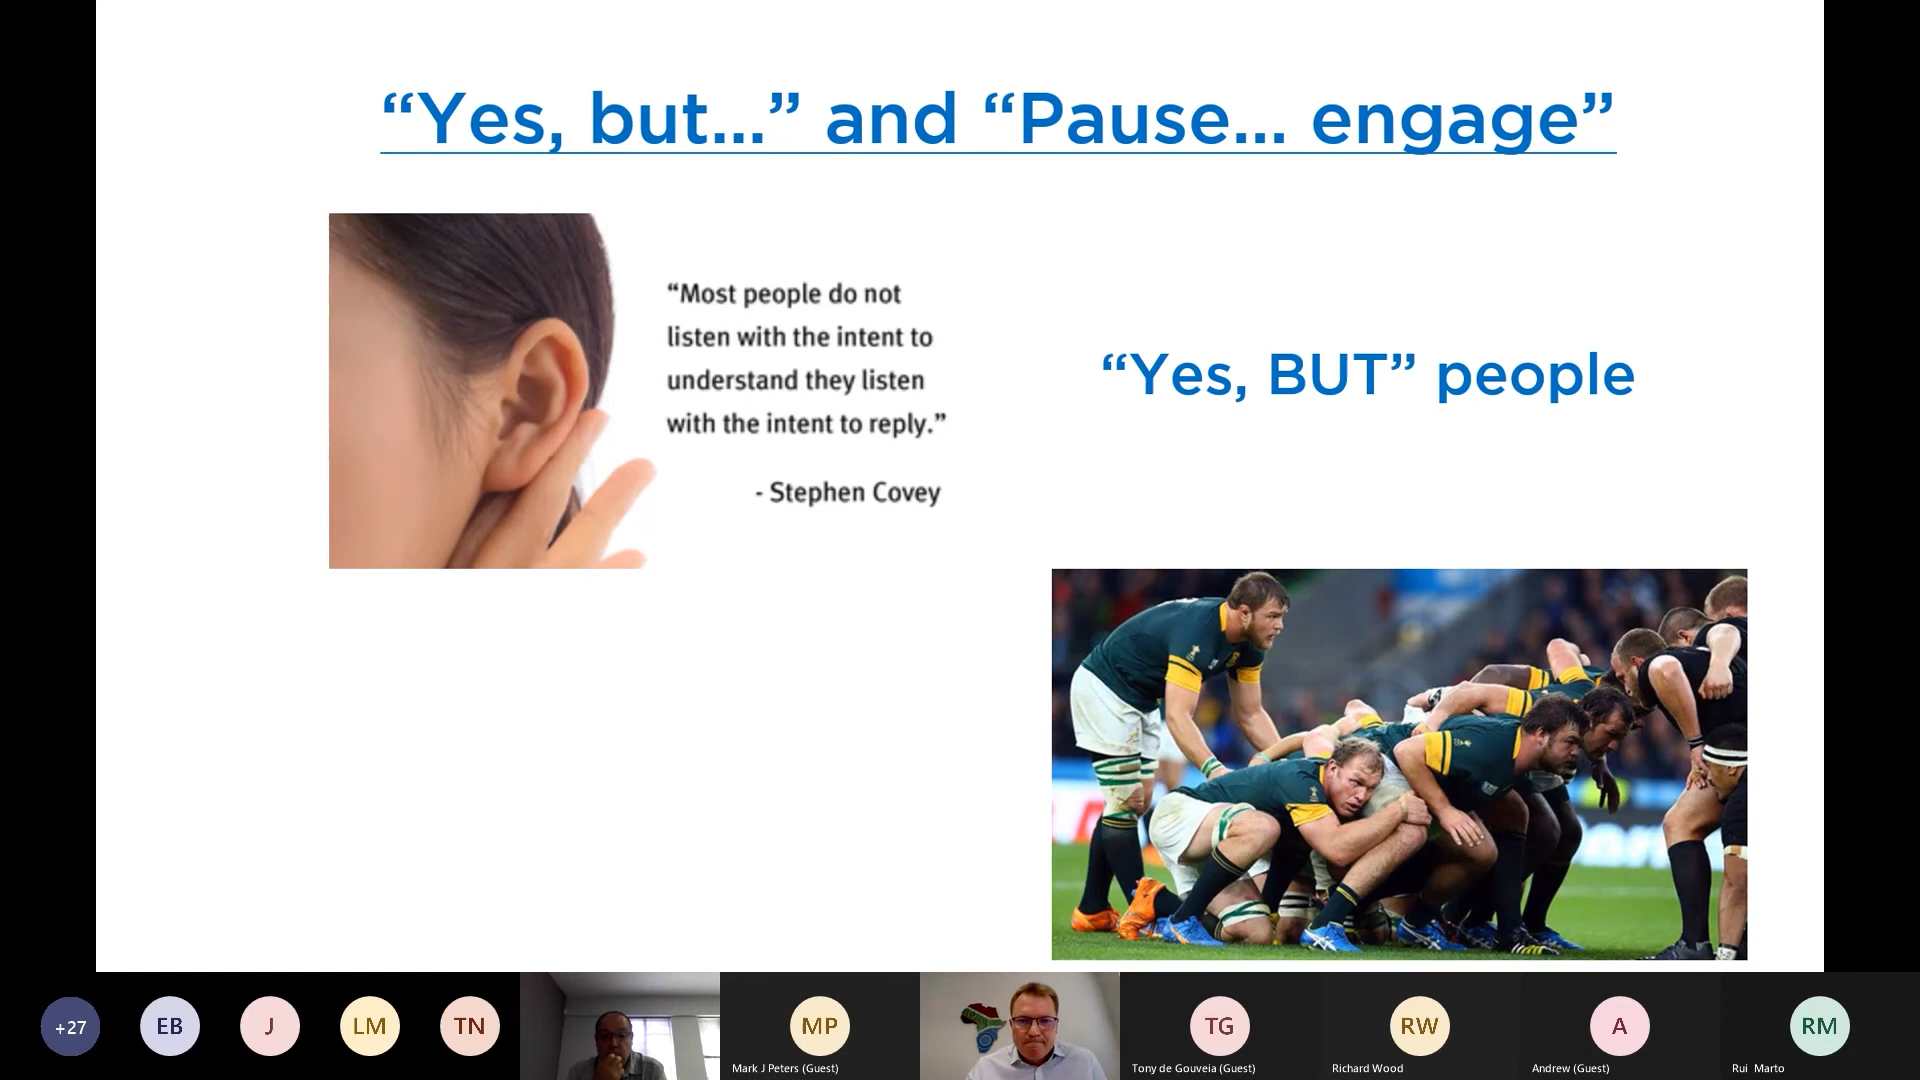 “Yes, but...” and “Pause... engage”
“Most people do not
listen with the intent to
understand they listen
with the intent to reply.”
- Stephen Covey
“Yes, BUT” people
+27
EB
J
LM
TN
MP
Mark J Peters (Guest)
TG
Tony de Gouveia (Guest)
RW
Richard Wood
A
Andrew (Guest)
RM
Rui Marto